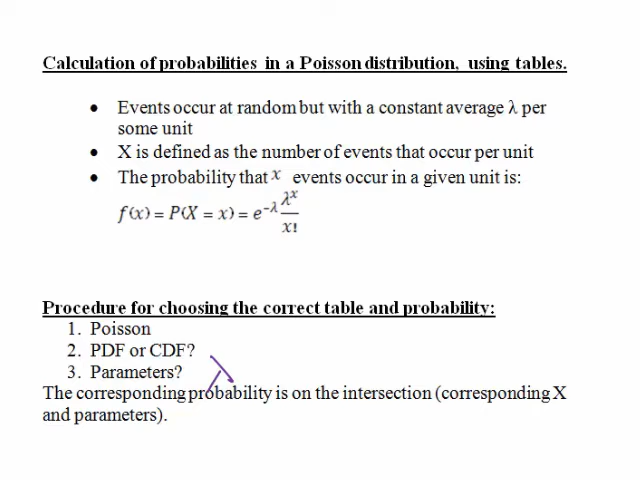 Calculation of probabilities in a Poisson distribution, using tables.
• Events occur at random but with a constant average λ per
some unit
• X is defined as the number of events that occur per unit
• The probability that x events occur in a given unit is:
f(x) = P(X = x) = e^{-λ} \frac{λ^x}{x!}
Procedure for choosing the correct table and probability:
1. Poisson
2. PDF or CDF?
3. Parameters? λ
The corresponding probability is on the intersection (corresponding X
and parameters).